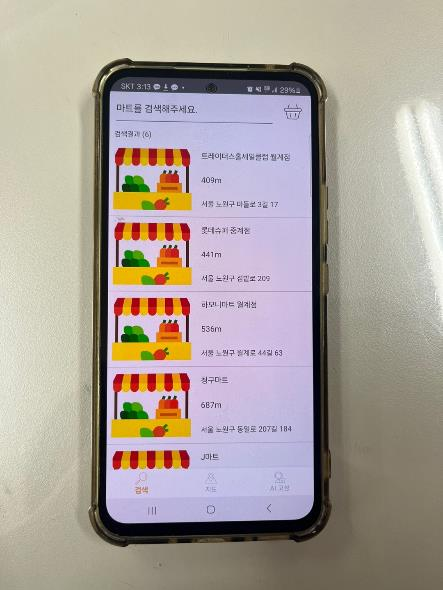 SKT 3:13
29%
마트를 검색해주세요.
검색결과 (6)
트레이더스홀세일클럽 월계점
409m
서울 노원구 마들로 3길 17
롯데슈퍼 중계점
441m
서울 노원구 섬밭로 209
하모니마트 월계점
536m
서울 노원구 월계로 44길 63
청구마트
687m
서울 노원구 동일로 207길 184
J마트
검색
지도